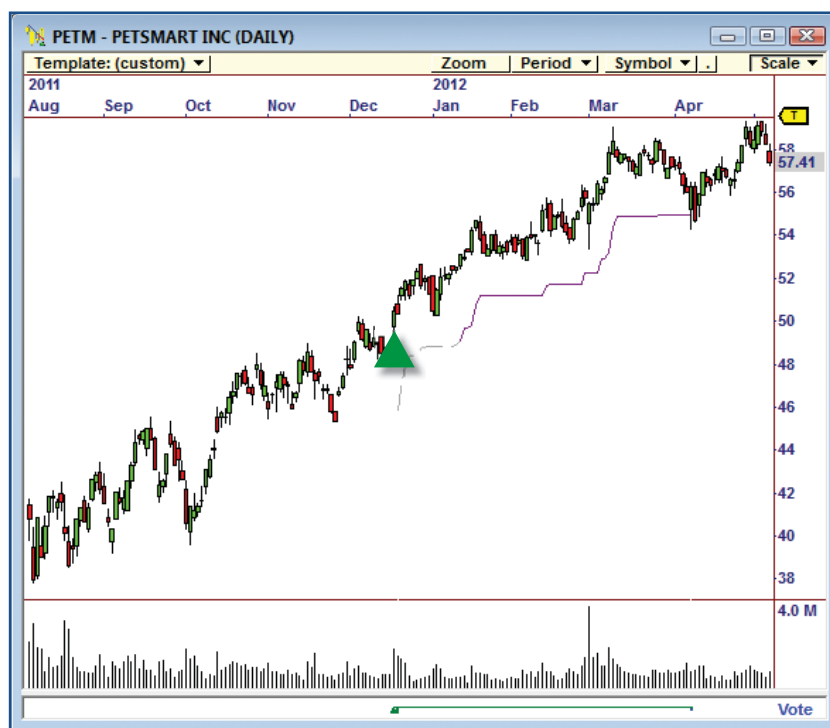 PETM - PETSMART INC (DAILY)
Template: (custom) Zoom Period Symbol . Scale
2011 2012
Aug Sep Oct Nov Dec Jan Feb Mar Apr
T
58
57.41
56
54
52
50
48
46
44
42
40
38
4.0 M
Vote